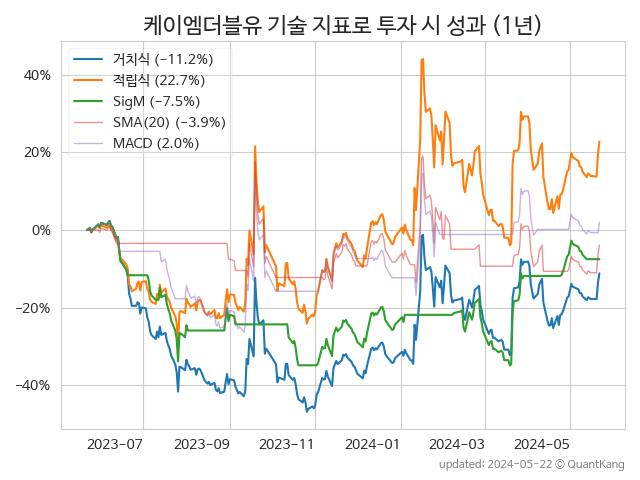 케이엠더블유 기술 지표로 투자 시 성과 (1년)
거치식 (−11.2%)
적립식 (22.7%)
SigM (−7.5%)
SMA(20) (−3.9%)
MACD (2.0%)
40%
20%
0%
−20%
−40%
2023−07 2023−09 2023−11 2024−01 2024−03 2024−05
updated: 2024−05−22 ⓒ QuantKang